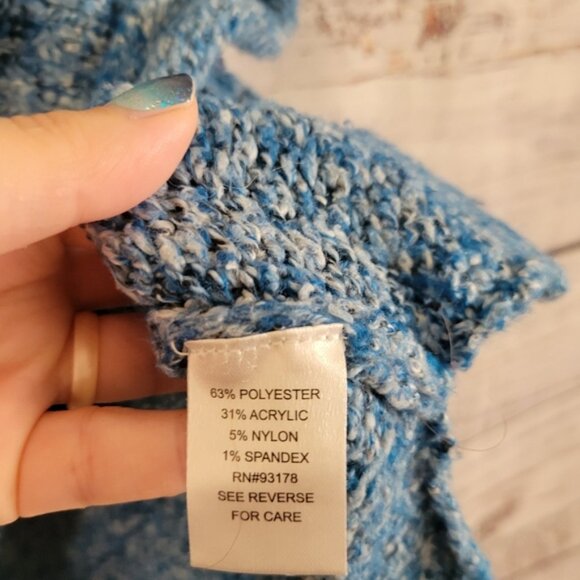 63% POLYESTER
31% ACRYLIC
5% NYLON
1% SPANDEX
RN#93178
SEE REVERSE
FOR CARE